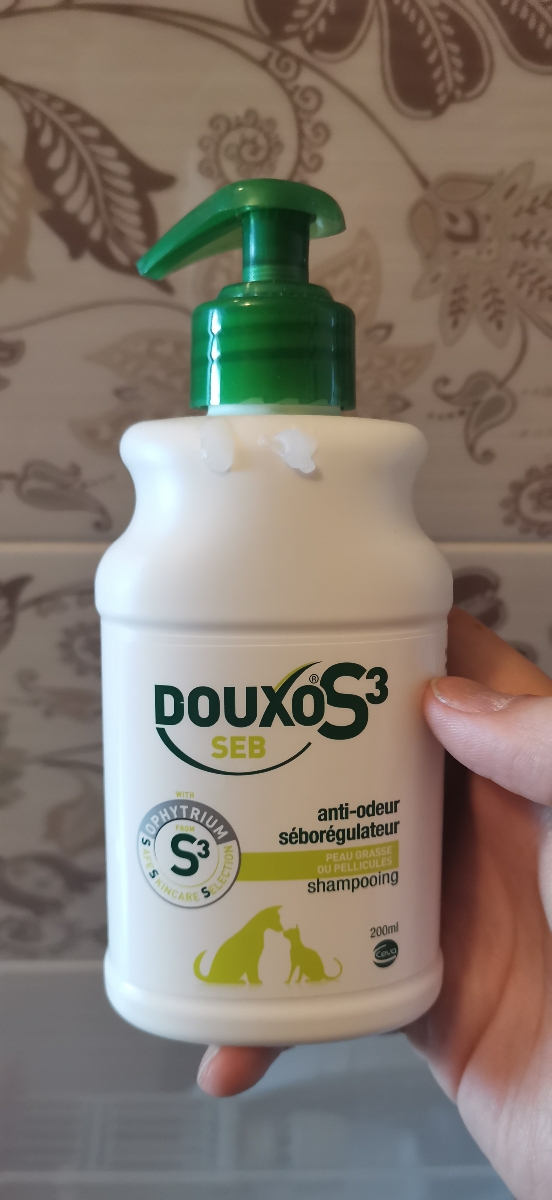 DOUXO®S3
SEB
WITH
OPHYTRIUM
FROM
S3
SAFE SKINCARE SELECTION
anti-odeur
séborégulateur
PEAU GRASSE
OU PELLICULES
shampooing
200ml
Ceva